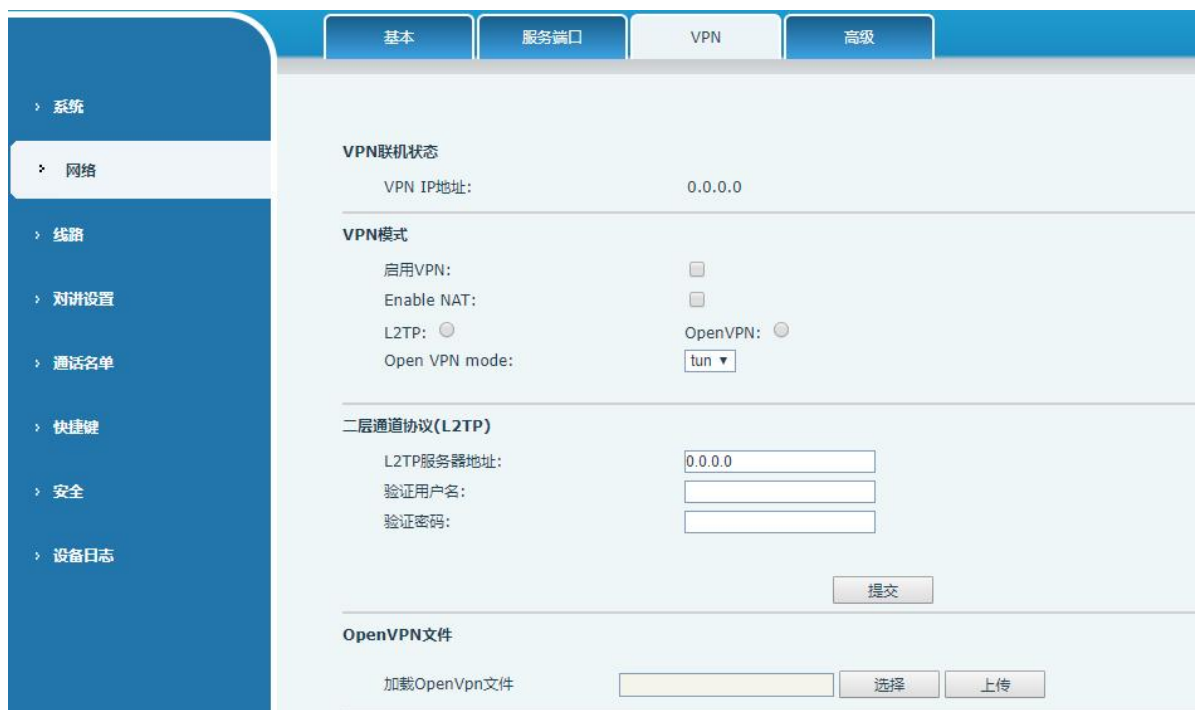 基本 服务端口 VPN 高级
系统
网络
线路
对讲设置
通话名单
快捷键
安全
设备日志
VPN联机状态
VPN IP地址: 0.0.0.0
VPN模式
启用VPN:
Enable NAT:
L2TP: OpenVPN:
Open VPN mode: tun
二层通道协议(L2TP)
L2TP服务器地址: 0.0.0.0
验证用户名:
验证密码:
提交
OpenVPN文件
加载OpenVpn文件 选择 上传